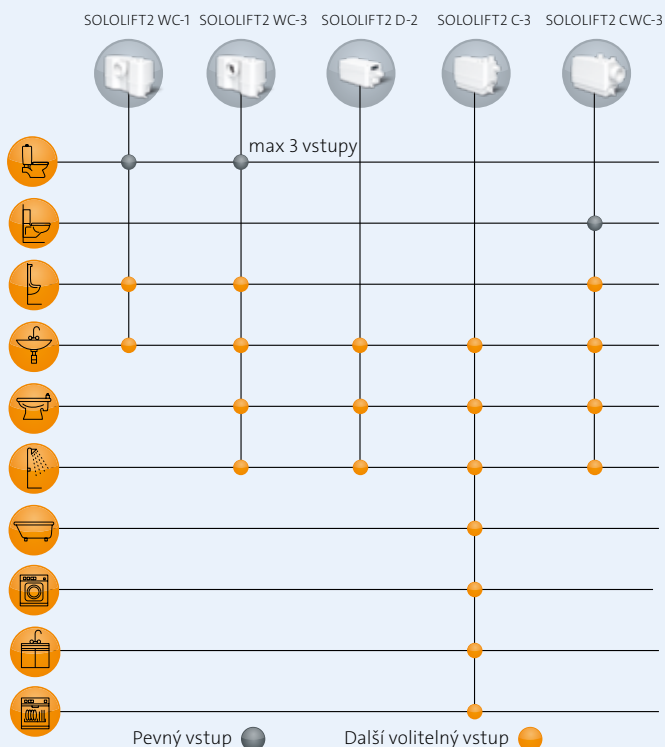 SOLOLIFT2 WC-1 SOLOLIFT2 WC-3 SOLOLIFT2 D-2 SOLOLIFT2 C-3 SOLOLIFT2 CWC-3
max 3 vstupy
Pevný vstup Další volitelný vstup